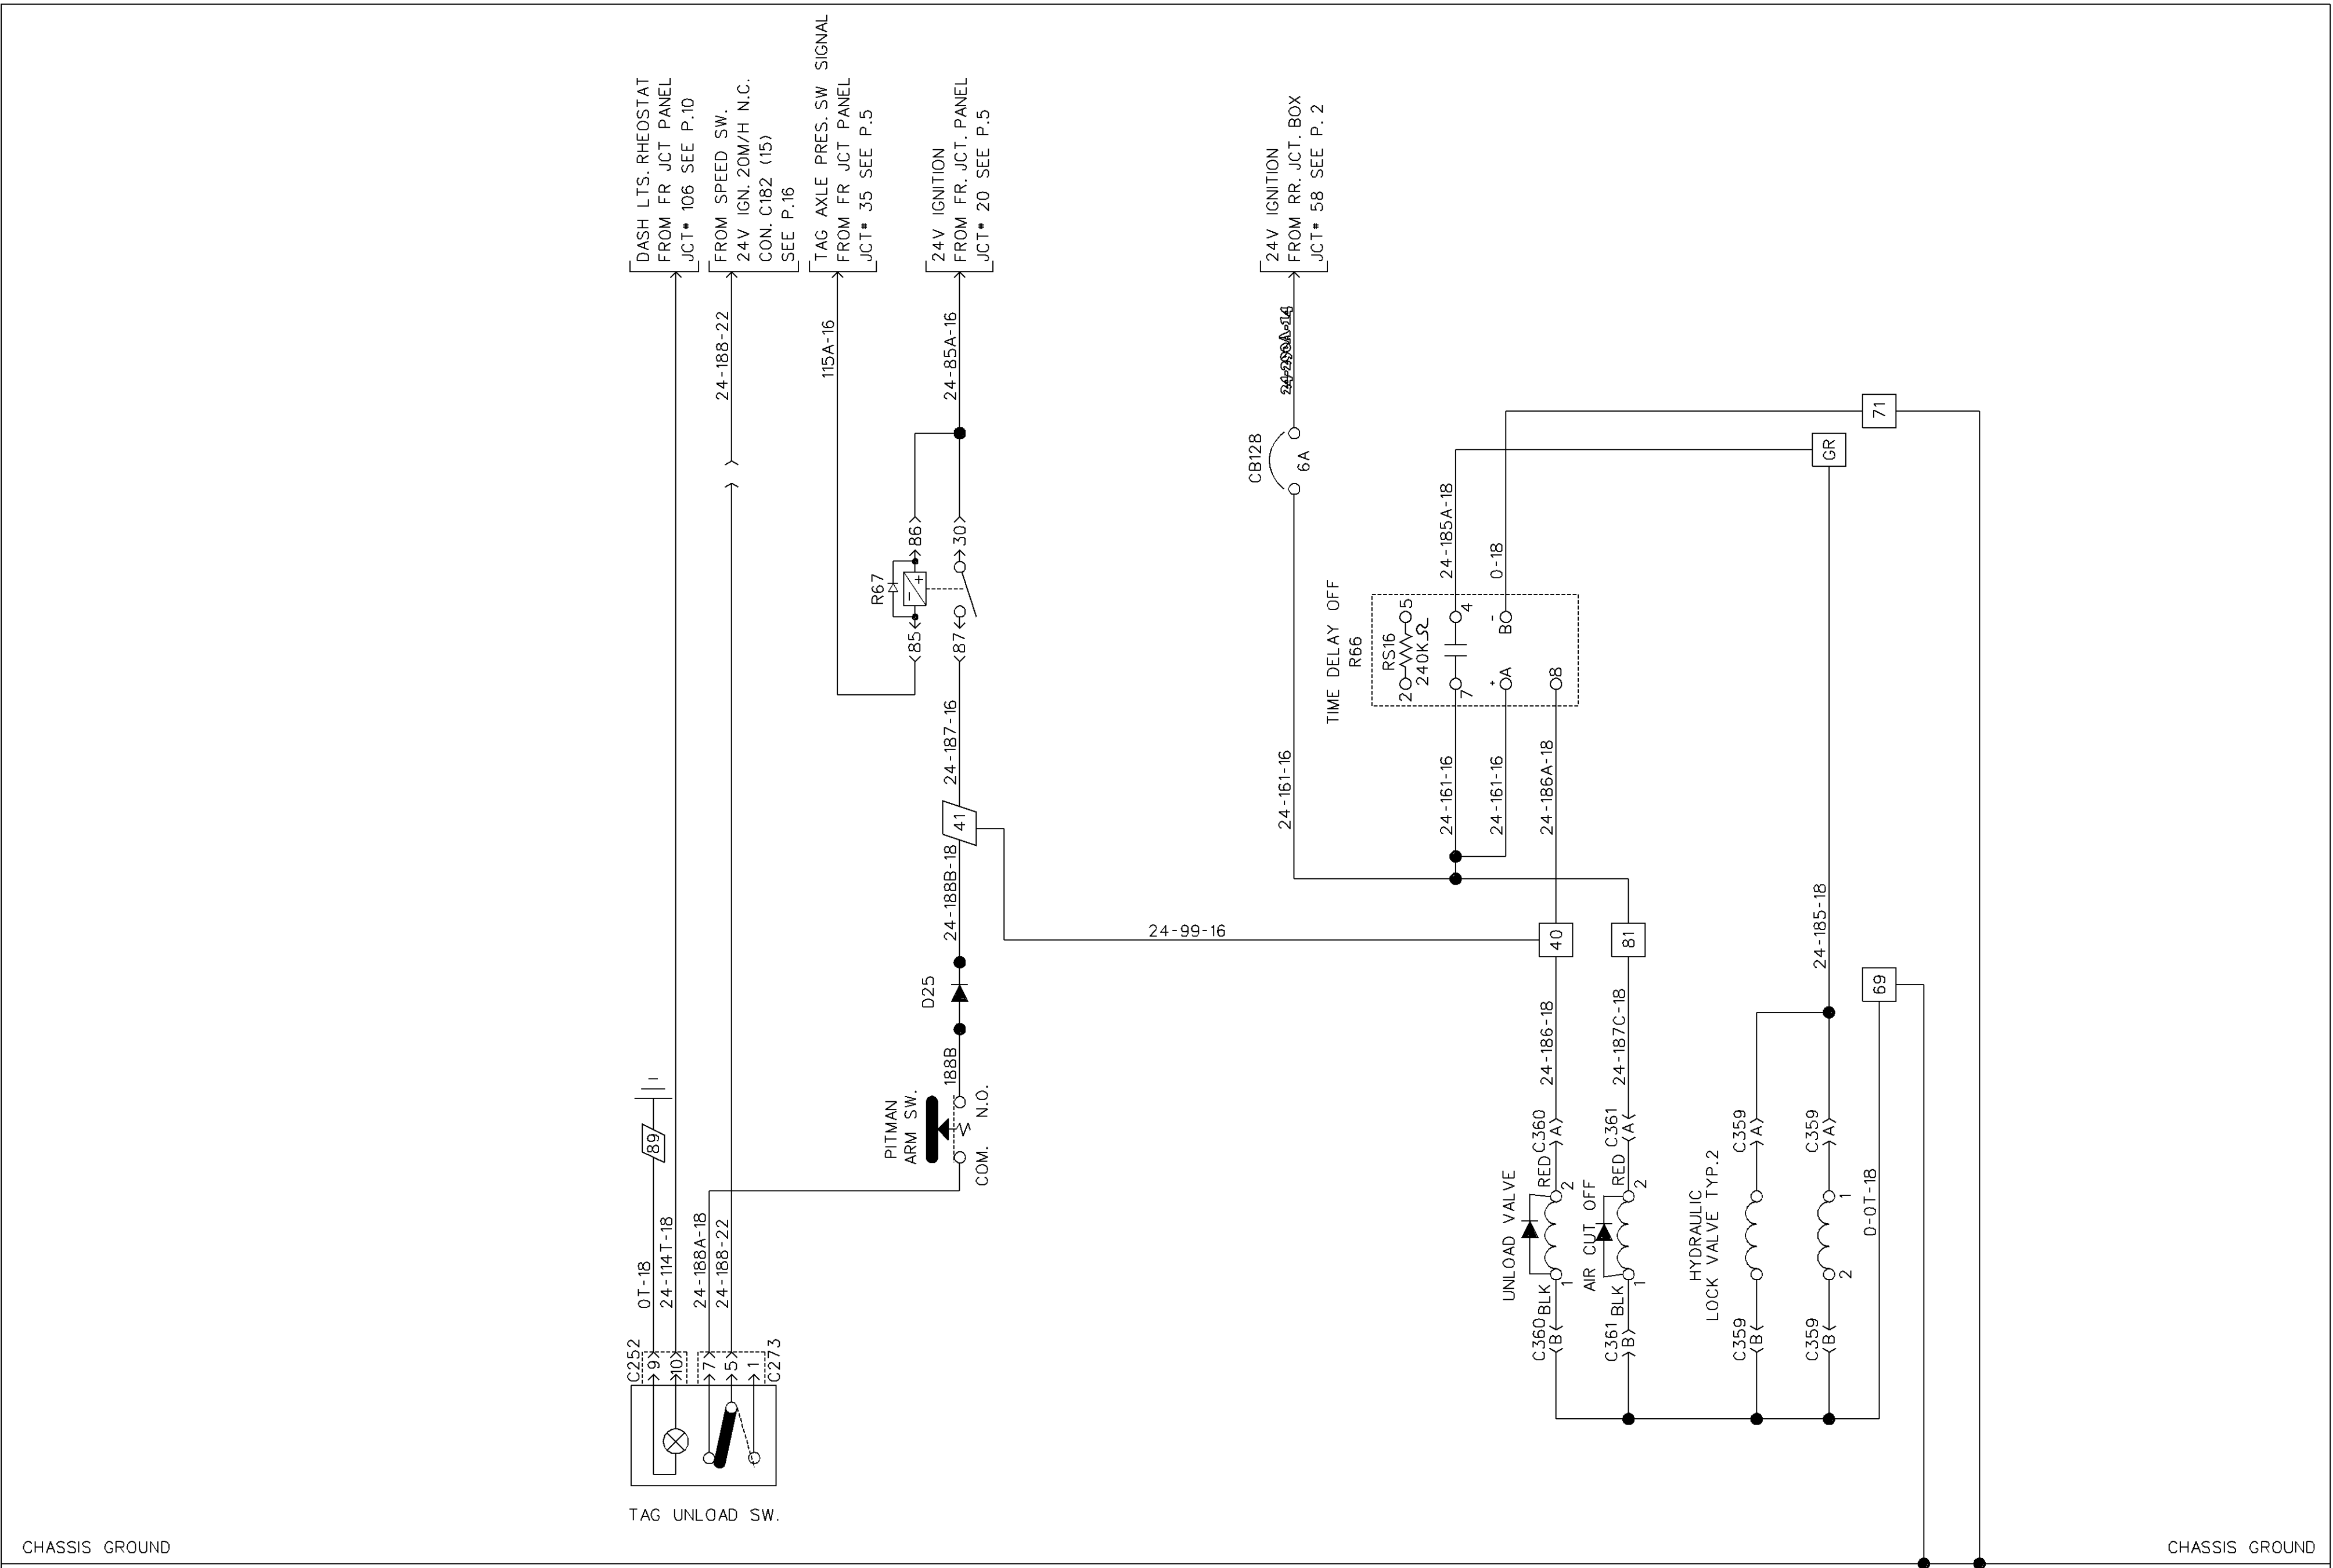 DASH LTS. RHEOSTAT
FROM FR JCT PANEL
JCT# 106 SEE P.10
FROM SPEED SW.
24V IGN. 20M/H N.C.
CON. C182 (15)
SEE P.16
TAG AXLE PRES. SW SIGNAL
FROM FR JCT PANEL
JCT# 35 SEE P.5
24V IGNITION
FROM FR. JCT. PANEL
JCT# 20 SEE P.5
24V IGNITION
FROM RR. JCT. BOX
JCT# 58 SEE P. 2
24-188-22
115A-16
24-85A-16
CB128
6A
71
GR
R67
86
30
+
−
85
87
24-185A-18
0-18
TIME DELAY OFF
R66
RS16
240KΩ
2
5
4
7
-
B
+
A
8
24-187-16
41
24-161-16
24-161-16
24-161-16
24-186A-18
24-188B-18
24-99-16
40
81
24-185-18
69
D25
188B
24-186-18
24-187C-18
PITMAN
ARM SW.
N.O.
COM.
89
0T-18
24-114T-18
24-188A-18
24-188-22
UNLOAD VALVE
C360
A
RED
2
1
BLK
C360
B
AIR CUT OFF
C361
A
RED
2
1
BLK
C361
B
HYDRAULIC
LOCK VALVE TYP.2
C359
A
C359
B
C359
A
1
2
C359
B
0-0T-18
C252
9
10
7
5
1
C273
TAG UNLOAD SW.
CHASSIS GROUND
CHASSIS GROUND